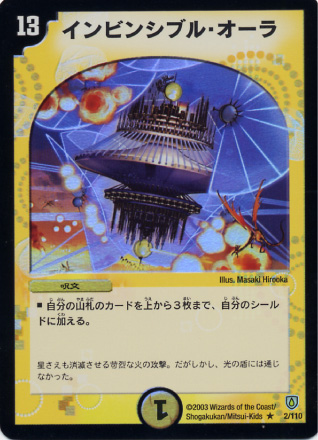 13 インビンシブル・オーラ
Illus. Masaki Hirooka
呪文
■ 自分の山札のカードを上から3枚まで、自分のシール
ドに加える。
星さえも消滅させる苛烈な火の攻撃。だがしかし、光の盾には通じ
なかった。
©2003 Wizards of the Coast/
Shogakukan/Mitsui-Kids ★ 2/110